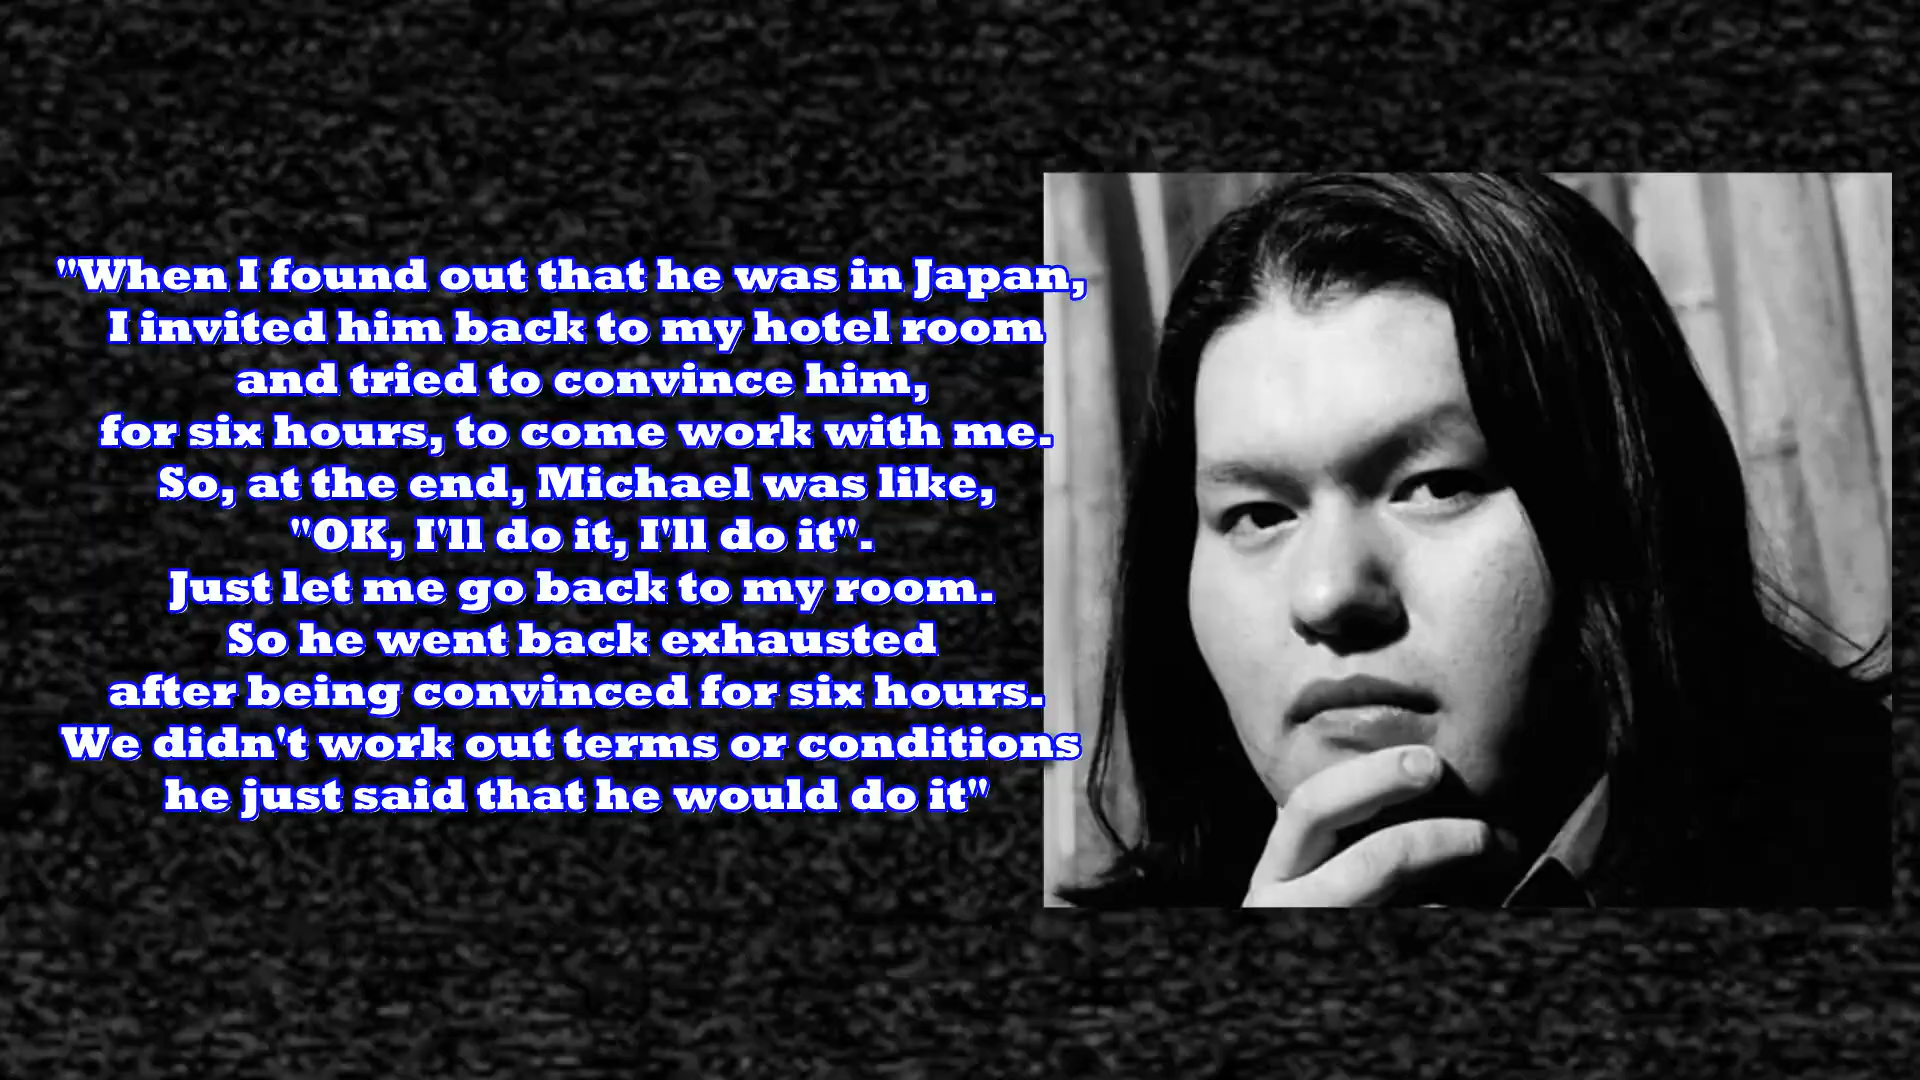 "When I found out that he was in Japan,
I invited him back to my hotel room
and tried to convince him,
for six hours, to come work with me.
So, at the end, Michael was like,
"OK, I'll do it, I'll do it".
Just let me go back to my room.
So he went back exhausted
after being convinced for six hours.
We didn't work out terms or conditions
he just said that he would do it"